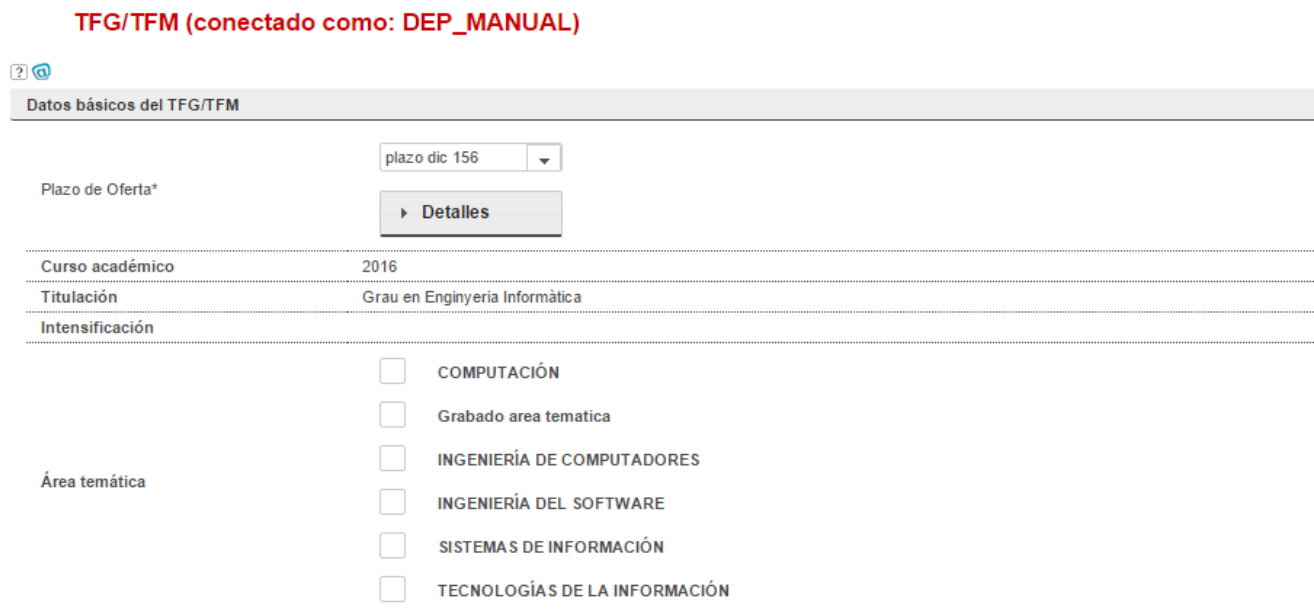 TFG/TFM (conectado como: DEP_MANUAL)
? @
Datos básicos del TFG/TFM
plazo dic 156
Plazo de Oferta*
Detalles
Curso académico 2016
Titulación Grau en Enginyeria Informàtica
Intensificación
COMPUTACIÓN
Grabado area tematica
INGENIERÍA DE COMPUTADORES
Área temática
INGENIERÍA DEL SOFTWARE
SISTEMAS DE INFORMACIÓN
TECNOLOGÍAS DE LA INFORMACIÓN